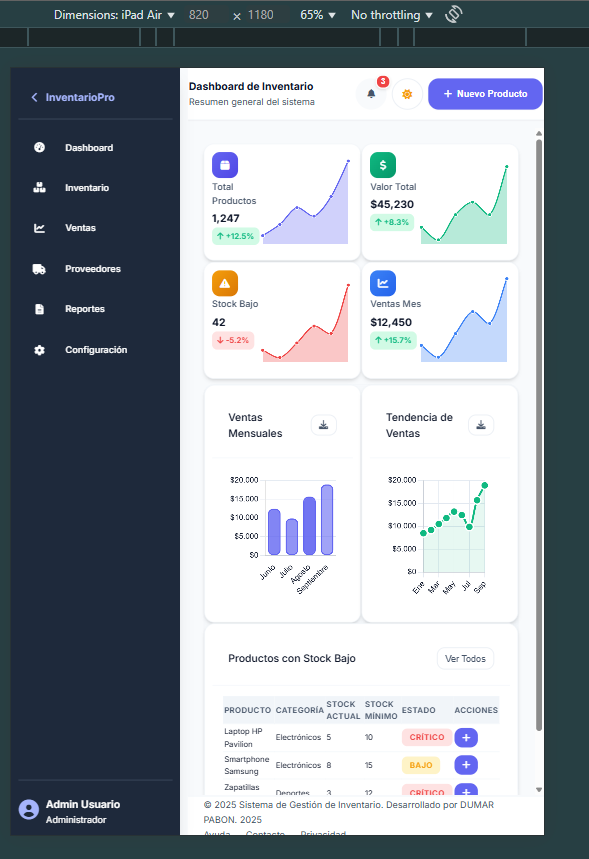 Dimensions: iPad Air ▼ 820 × 1180 65% ▼ No throttling ▼
InventarioPro
Dashboard
Inventario
Ventas
Proveedores
Reportes
Configuración
Admin Usuario
Administrador
Dashboard de Inventario
Resumen general del sistema
3
+ Nuevo Producto
Total
Productos
1,247
↑ +12.5%
Valor Total
$45,230
↑ +8.3%
Stock Bajo
42
↓ -5.2%
Ventas Mes
$12,450
↑ +15.7%
Ventas
Mensuales
$20.000
$15.000
$10.000
$5.000
$0
Junio Julio Agosto Septiembre
Tendencia de
Ventas
$20.000
$15.000
$10.000
$5.000
$0
Ene Mar May Jul Sep
Productos con Stock Bajo
Ver Todos
PRODUCTO CATEGORÍA STOCK ACTUAL STOCK MÍNIMO ESTADO ACCIONES
Laptop HP
Pavilion Electrónicos 5 10 CRÍTICO +
Smartphone
Samsung Electrónicos 8 15 BAJO +
Zapatillas
Deportes 3 12 CRÍTICO
© 2025 Sistema de Gestión de Inventario. Desarrollado por DUMAR
PABON. 2025
Ayuda Contacto Privacidad